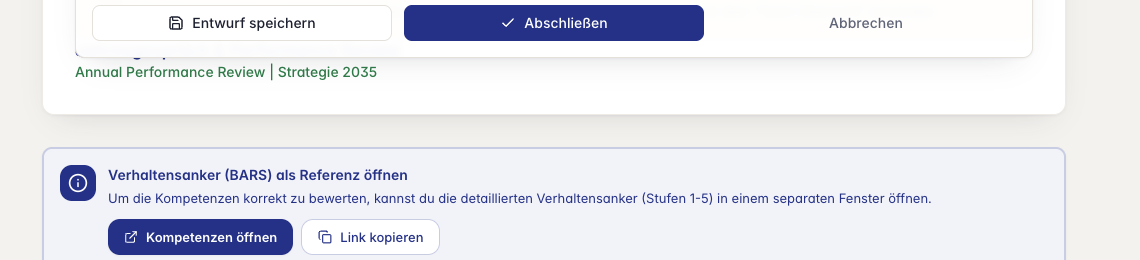 Entwurf speichern
Abschließen
Abbrechen
Annual Performance Review | Strategie 2035
Verhaltensanker (BARS) als Referenz öffnen
Um die Kompetenzen korrekt zu bewerten, kannst du die detaillierten Verhaltensanker (Stufen 1-5) in einem separaten Fenster öffnen.
Kompetenzen öffnen
Link kopieren